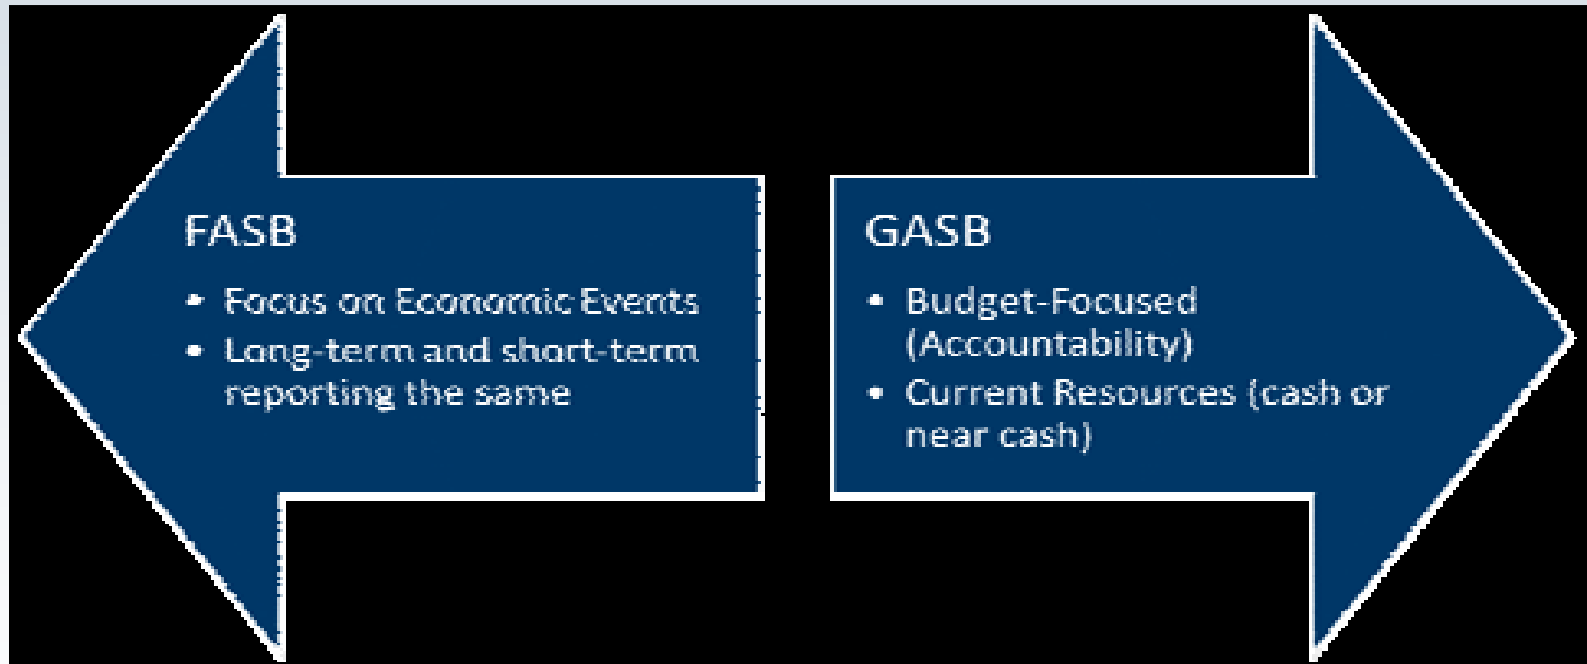 FASB
• Focus on Economic Events
• Long-term and short-term
reporting the same
GASB
• Budget-Focused
(Accountability)
• Current Resources (cash or
near cash)